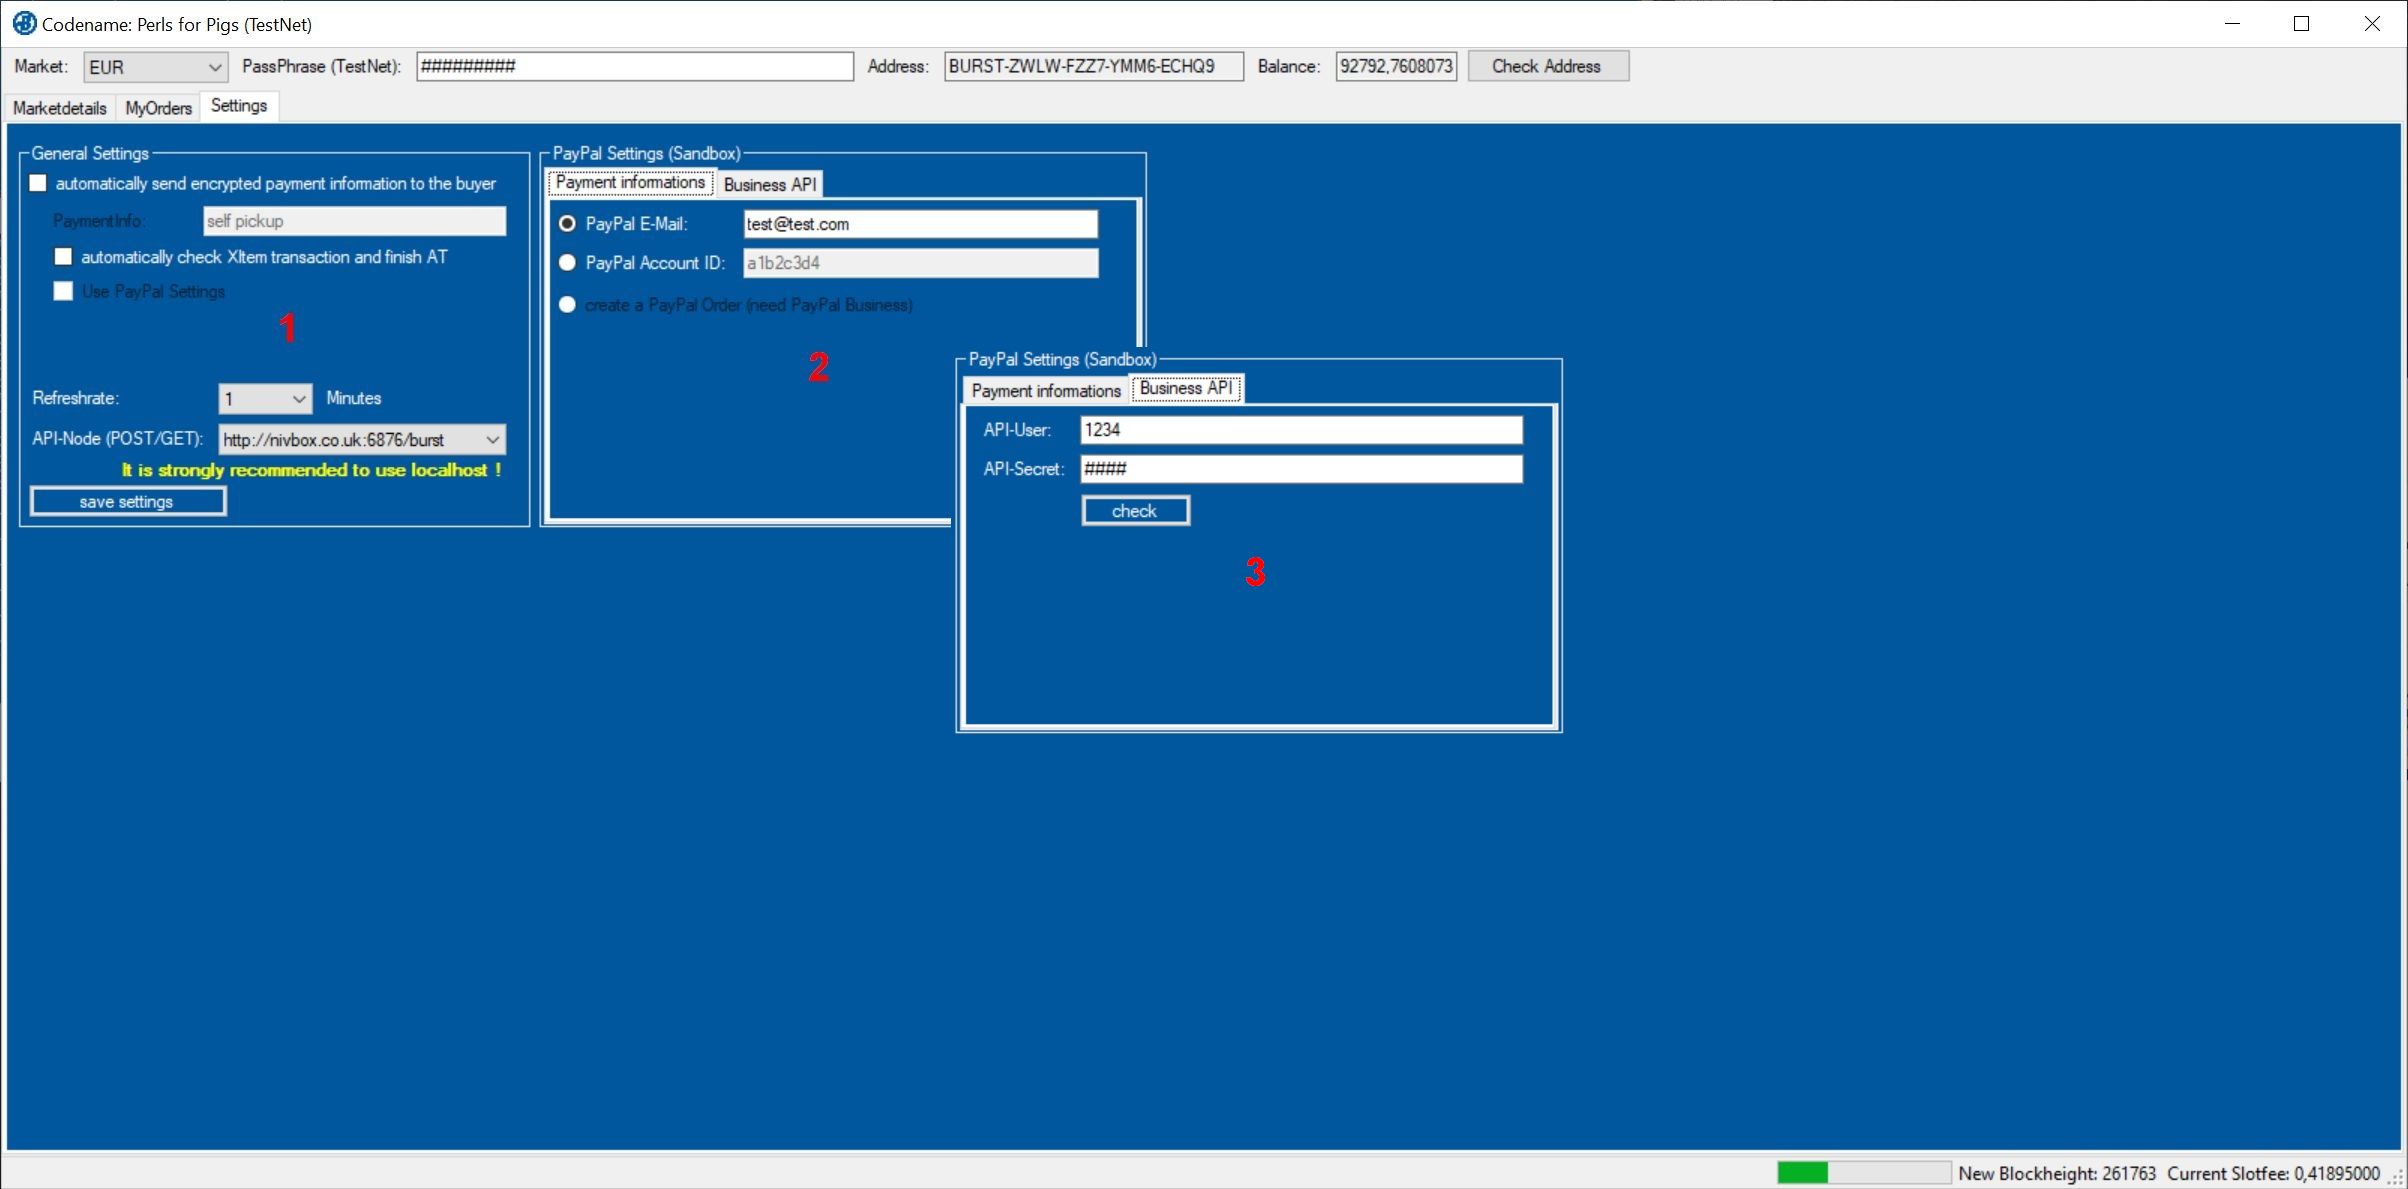 Codename: Perls for Pigs (TestNet)
Market: EUR PassPhrase (TestNet): ######### Address: BURST-ZWLW-FZZ7-YMM6-ECHQ9 Balance: 92792,7608073 Check Address
Marketdetails MyOrders Settings
General Settings
automatically send encrypted payment information to the buyer
PaymentInfo: self pickup
automatically check XItem transaction and finish AT
Use PayPal Settings
1
Refreshrate: 1 Minutes
API-Node (POST/GET): http://nivbox.co.uk:6876/burst
It is strongly recommended to use localhost !
save settings
PayPal Settings (Sandbox)
Payment informations Business API
PayPal E-Mail: test@test.com
PayPal Account ID: a1b2c3d4
create a PayPal Order (need PayPal Business)
2
PayPal Settings (Sandbox)
Payment informations Business API
API-User: 1234
API-Secret: ####
check
3
New Blockheight: 261763 Current Slotfee: 0,41895000